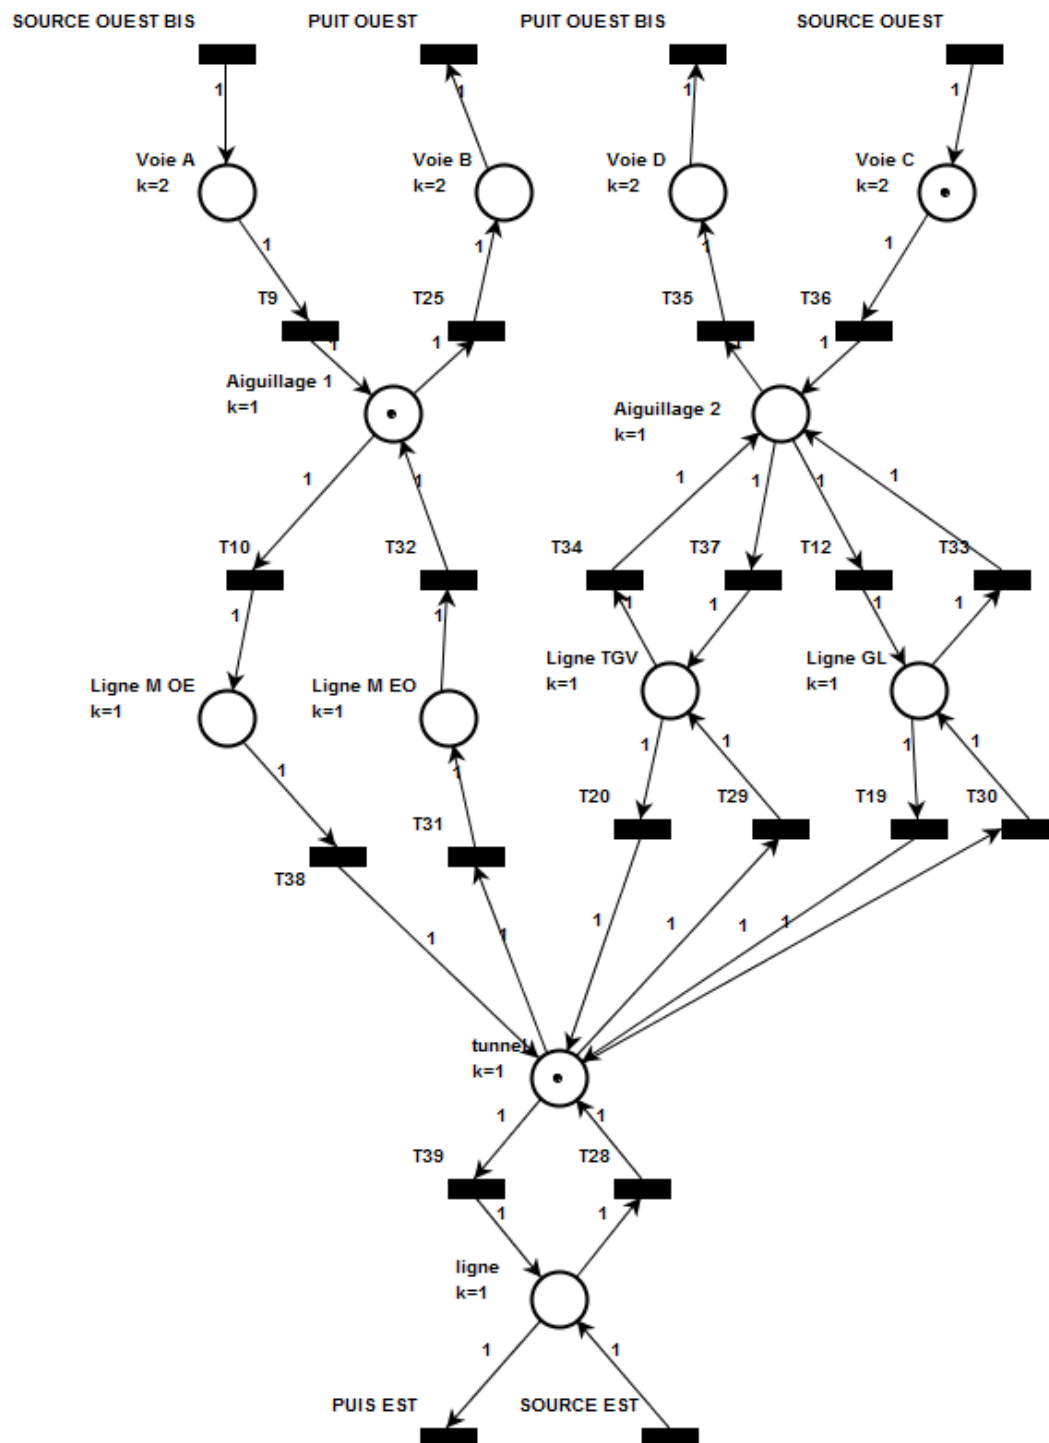 SOURCE OUEST BIS
PUIT OUEST
PUIT OUEST BIS
SOURCE OUEST
1
1
1
1
Voie A
k=2
Voie B
k=2
Voie D
k=2
Voie C
k=2
1
1
1
1
T9
T25
T35
T36
1
1
1
1
Aiguillage 1
k=1
Aiguillage 2
k=1
1
1
1
1
1
1
T10
T32
T34
T37
T12
T33
1
1
1
1
1
1
Ligne M OE
k=1
Ligne M EO
k=1
Ligne TGV
k=1
Ligne GL
k=1
1
1
1
1
1
1
T38
T31
T20
T29
T19
T30
1
1
1
1
1
1
tunnel
k=1
1
1
T39
T28
1
1
ligne
k=1
1
1
PUIS EST
SOURCE EST